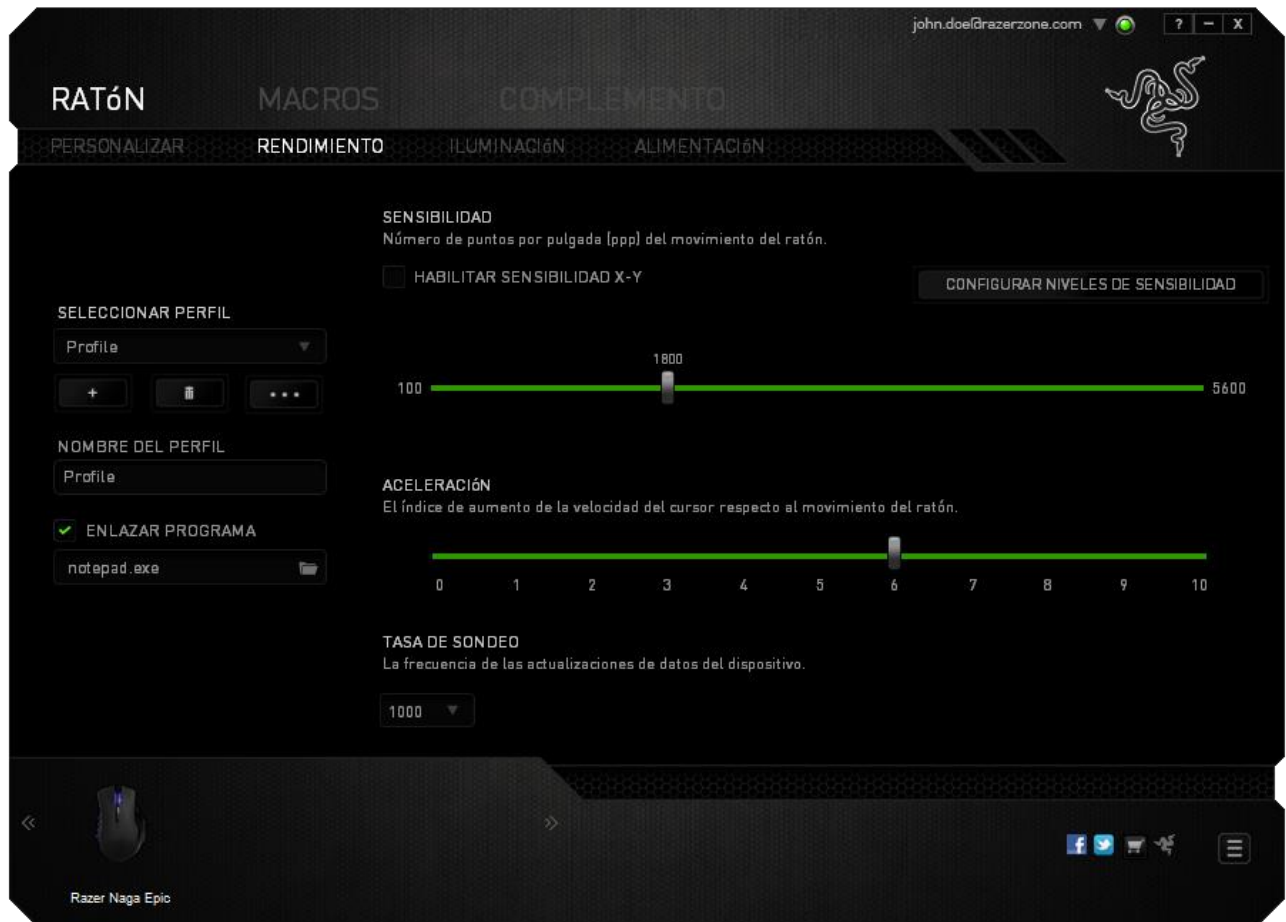 john.doe@razerzone.com
? – X
RATóN MACROS COMPLEMENTO
PERSONALIZAR RENDIMIENTO ILUMINACIóN ALIMENTACIóN
SENSIBILIDAD
Número de puntos por pulgada (ppp) del movimiento del ratón.
HABILITAR SENSIBILIDAD X-Y
CONFIGURAR NIVELES DE SENSIBILIDAD
SELECCIONAR PERFIL
Profile
1800
100 5600
+ •••
NOMBRE DEL PERFIL
Profile
ACELERACIóN
El índice de aumento de la velocidad del cursor respecto al movimiento del ratón.
ENLAZAR PROGRAMA
notepad.exe
0 1 2 3 4 5 6 7 8 9 10
TASA DE SONDEO
La frecuencia de las actualizaciones de datos del dispositivo.
1000
Razer Naga Epic